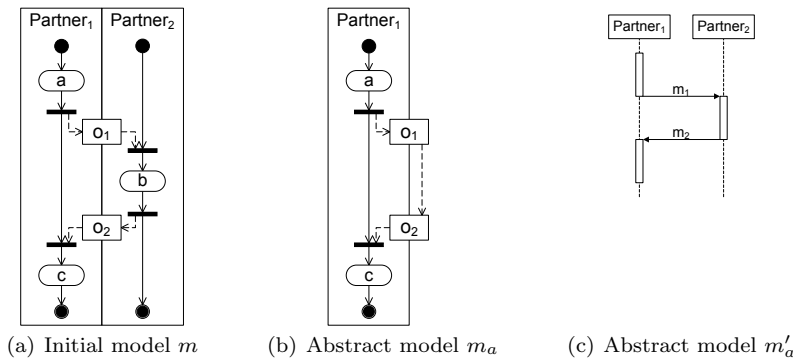 Partner₁ Partner₂
a
o₁
b
o₂
c
(a) Initial model m
Partner₁
a
o₁
o₂
c
(b) Abstract model mₐ
Partner₁ Partner₂
m₁
m₂
(c) Abstract model m′ₐ